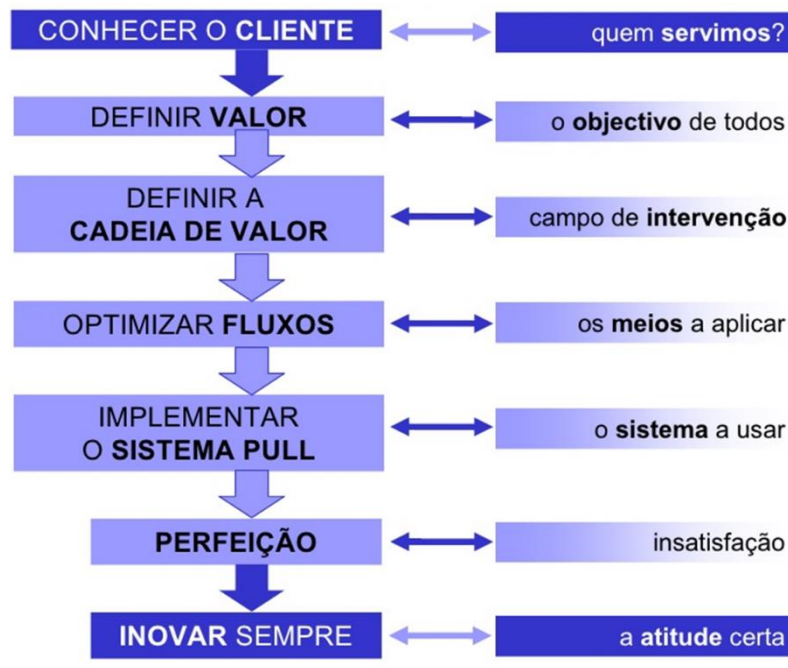 CONHECER O CLIENTE
quem servimos?
DEFINIR VALOR
o objectivo de todos
DEFINIR A
CADEIA DE VALOR
campo de intervenção
OPTIMIZAR FLUXOS
os meios a aplicar
IMPLEMENTAR
O SISTEMA PULL
o sistema a usar
PERFEIÇÃO
insatisfação
INOVAR SEMPRE
a atitude certa